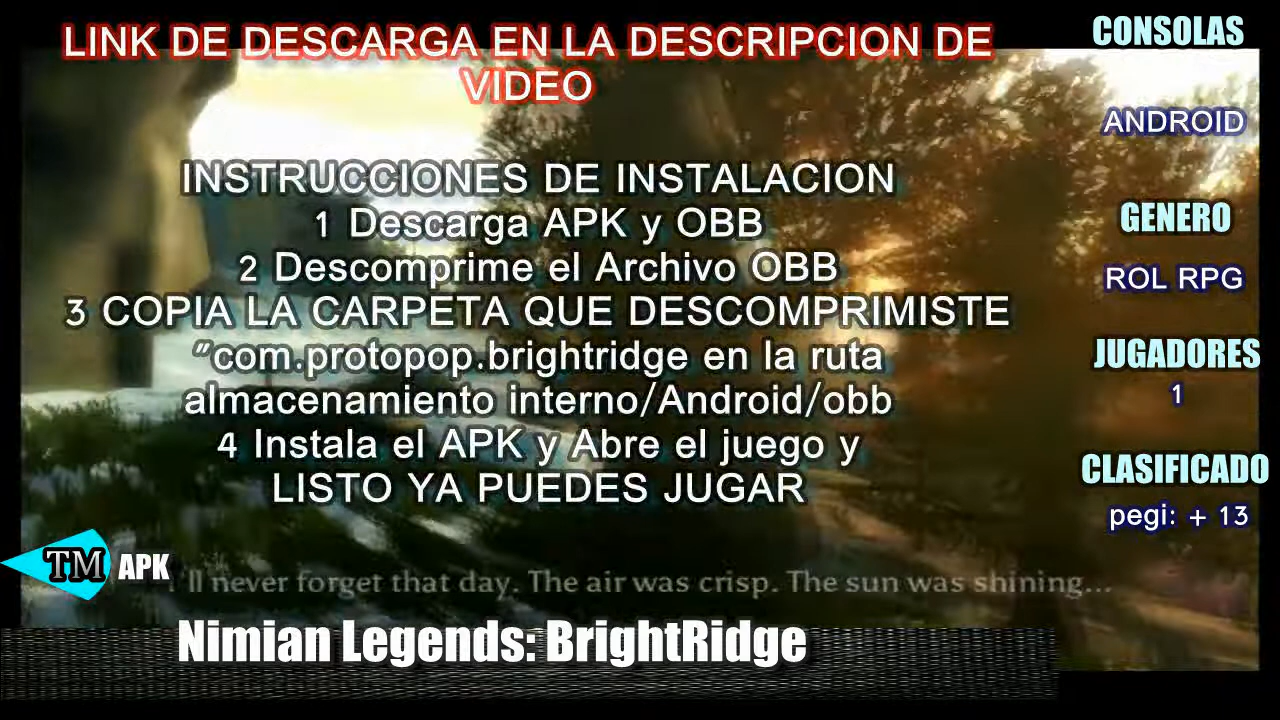 LINK DE DESCARGA EN LA DESCRIPCION DE
VIDEO
INSTRUCCIONES DE INSTALACION
1 Descarga APK y OBB
2 Descomprime el Archivo OBB
3 COPIA LA CARPETA QUE DESCOMPRIMISTE
"com.protopop.brightridge en la ruta
almacenamiento interno/Android/obb
4 Instala el APK y Abre el juego y
LISTO YA PUEDES JUGAR
CONSOLAS
ANDROID
GENERO
ROL RPG
JUGADORES
1
CLASIFICADO
pegi: + 13
TM APK
'll never forget that day. The air was crisp. The sun was shining...
Nimian Legends: BrightRidge